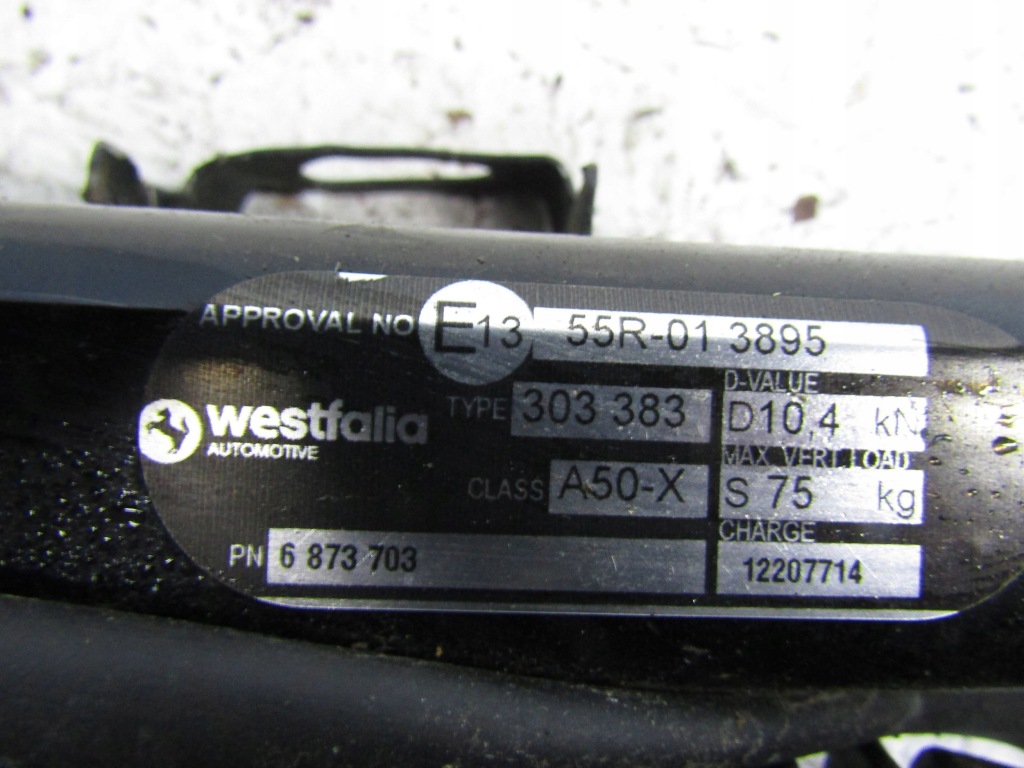 APPROVAL NO E13 55R-01 3895
westfalia
AUTOMOTIVE
TYPE 303 383
D-VALUE
D10,4 kN
CLASS A50-X
MAX VERT.LOAD
S 75 kg
PN 6 873 703
CHARGE
12207714